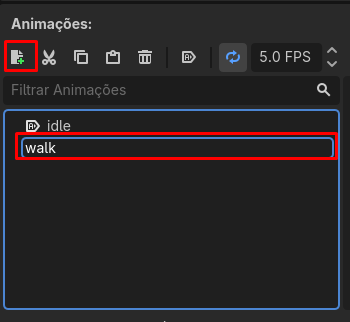 Animações:
5.0 FPS
Filtrar Animações
idle
walk